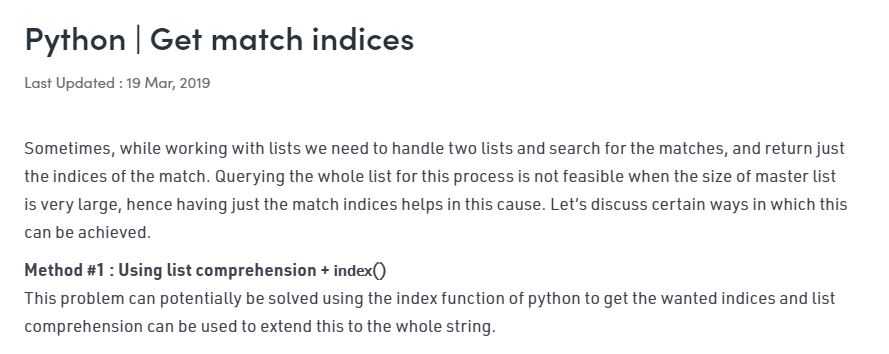 Python | Get match indices
Last Updated : 19 Mar, 2019
Sometimes, while working with lists we need to handle two lists and search for the matches, and return just
the indices of the match. Querying the whole list for this process is not feasible when the size of master list
is very large, hence having just the match indices helps in this cause. Let's discuss certain ways in which this
can be achieved.
Method #1 : Using list comprehension + index()
This problem can potentially be solved using the index function of python to get the wanted indices and list
comprehension can be used to extend this to the whole string.